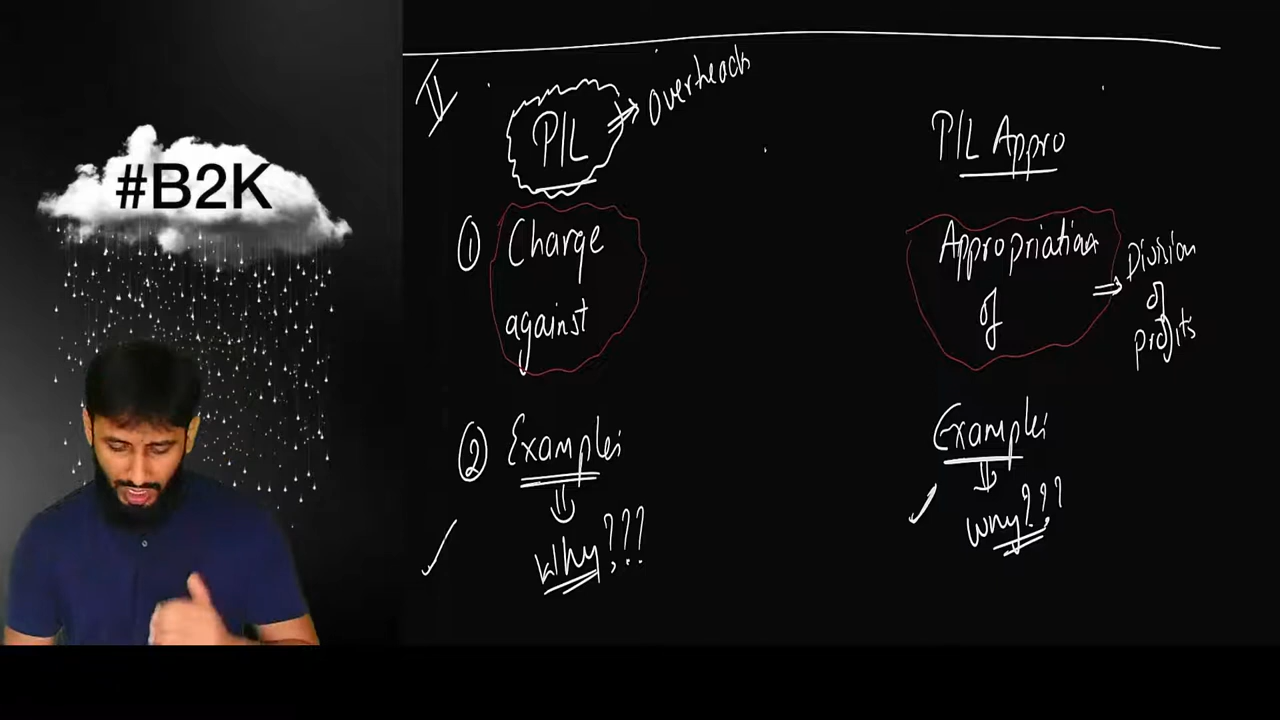 #B2K
II
P/L => Overheads
P/L Appro
① Charge
against
Appropriation
of
=> Division
of
profits
② Examples
Why???
Examples
Why???